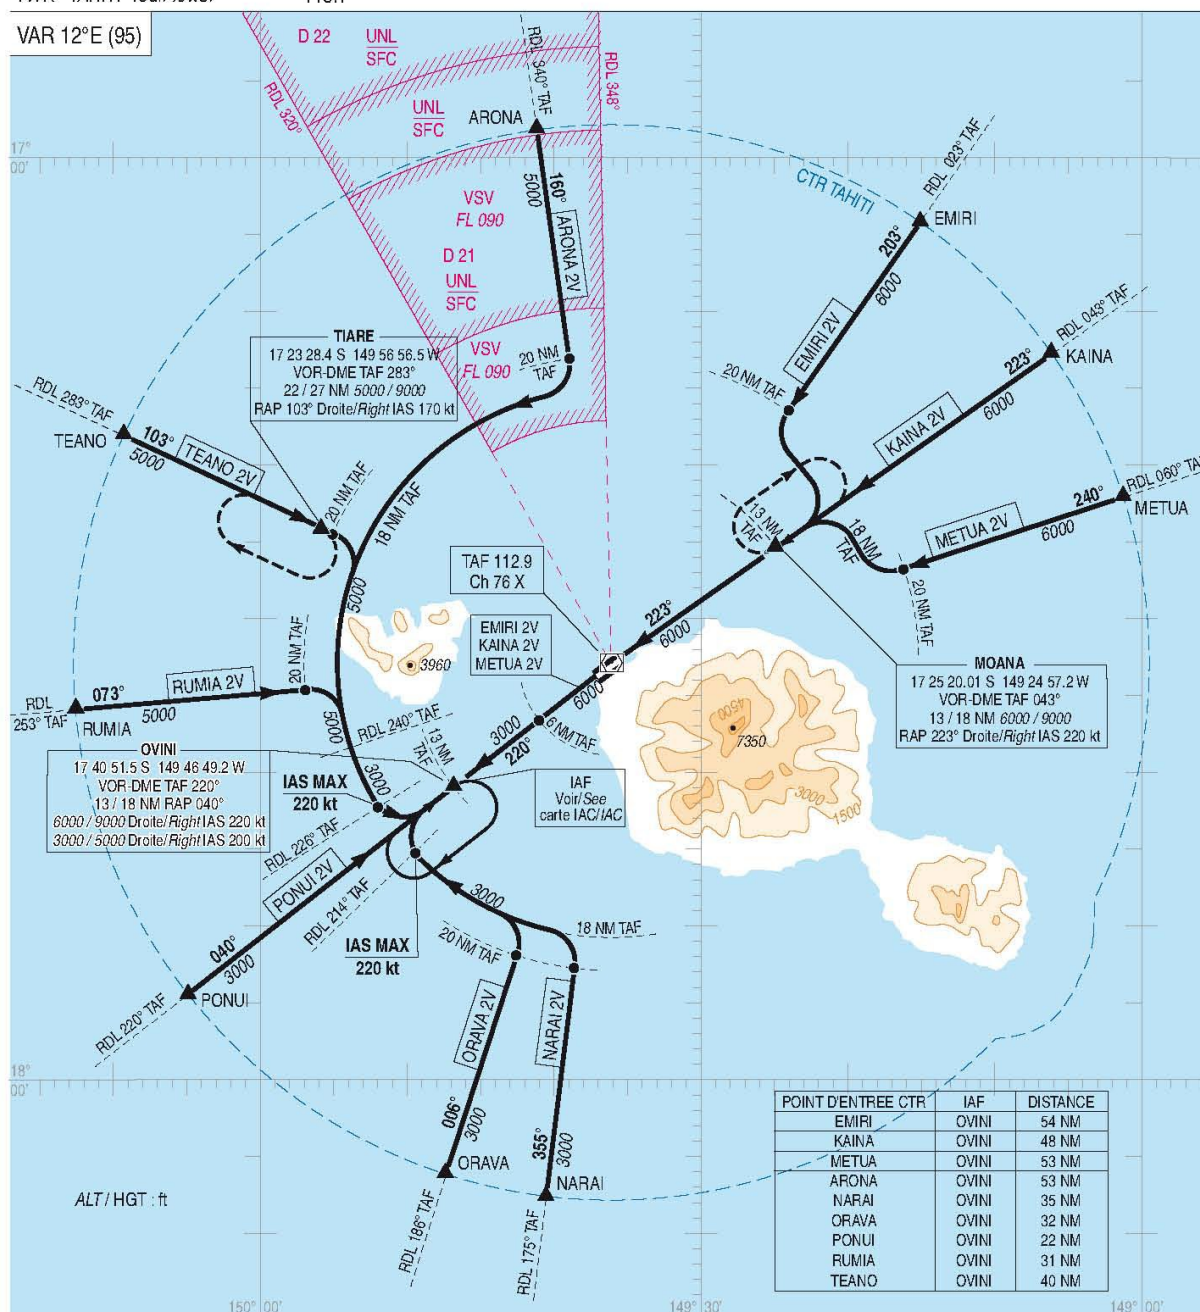 VAR 12°E (95)
D 22
UNL
SFC
RDL 340° TAF
RDL 348°
RDL 320°
UNL
SFC
ARONA
17°
00'
CTR TAHITI
RDL 023° TAF
EMIRI
VSV
FL 090
160°
5000
ARONA 2V
203°
6000
D 21
UNL
SFC
EMIRI 2V
RDL 043° TAF
KAINA
223°
6000
TIARE
17 23 28.4 S 149 56 56.5 W
VOR-DME TAF 283°
22 / 27 NM 5000 / 9000
RAP 103° Droite/Right IAS 170 kt
VSV
FL 090
20 NM
TAF
20 NM TAF
KAINA 2V
RDL 283° TAF
TEANO
103°
5000
TEANO 2V
20 NM TAF
18 NM TAF
RDL 060° TAF
240°
METUA
6000
METUA 2V
13 NM
TAF
18 NM
TAF
20 NM
TAF
TAF 112.9
Ch 76 X
5000
223°
6000
EMIRI 2V
KAINA 2V
METUA 2V
3960
MOANA
17 25 20.01 S 149 24 57.2 W
VOR-DME TAF 043°
13 / 18 NM 6000 / 9000
RAP 223° Droite/Right IAS 220 kt
20 NM TAF
RDL
253° TAF
073°
5000
RUMIA 2V
RUMIA
6000
5000
RDL 240° TAF
3000
220°
6 NM TAF
4500
7350
3000
1500
OVINI
17 40 51.5 S 149 46 49.2 W
VOR-DME TAF 220°
13 / 18 NM RAP 040°
6000 / 9000 Droite/Right IAS 220 kt
3000 / 5000 Droite/Right IAS 200 kt
13 NM
TAF
3000
IAS MAX
220 kt
IAF
Voir/See
carte IAC/IAC
RDL 226° TAF
PONUI 2V
RDL 214° TAF
3000
040°
3000
IAS MAX
220 kt
20 NM TAF
18 NM TAF
PONUI
RDL 220° TAF
ORAVA 2V
NARAI 2V
18°
00'
006°
3000
355°
3000
ORAVA
NARAI
RDL 186° TAF
RDL 175° TAF
ALT / HGT : ft
POINT D'ENTREE CTR IAF DISTANCE
EMIRI OVINI 54 NM
KAINA OVINI 48 NM
METUA OVINI 53 NM
ARONA OVINI 53 NM
NARAI OVINI 35 NM
ORAVA OVINI 32 NM
PONUI OVINI 22 NM
RUMIA OVINI 31 NM
TEANO OVINI 40 NM
150° 00'
149° 30'
149° 00'